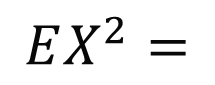 EX² =